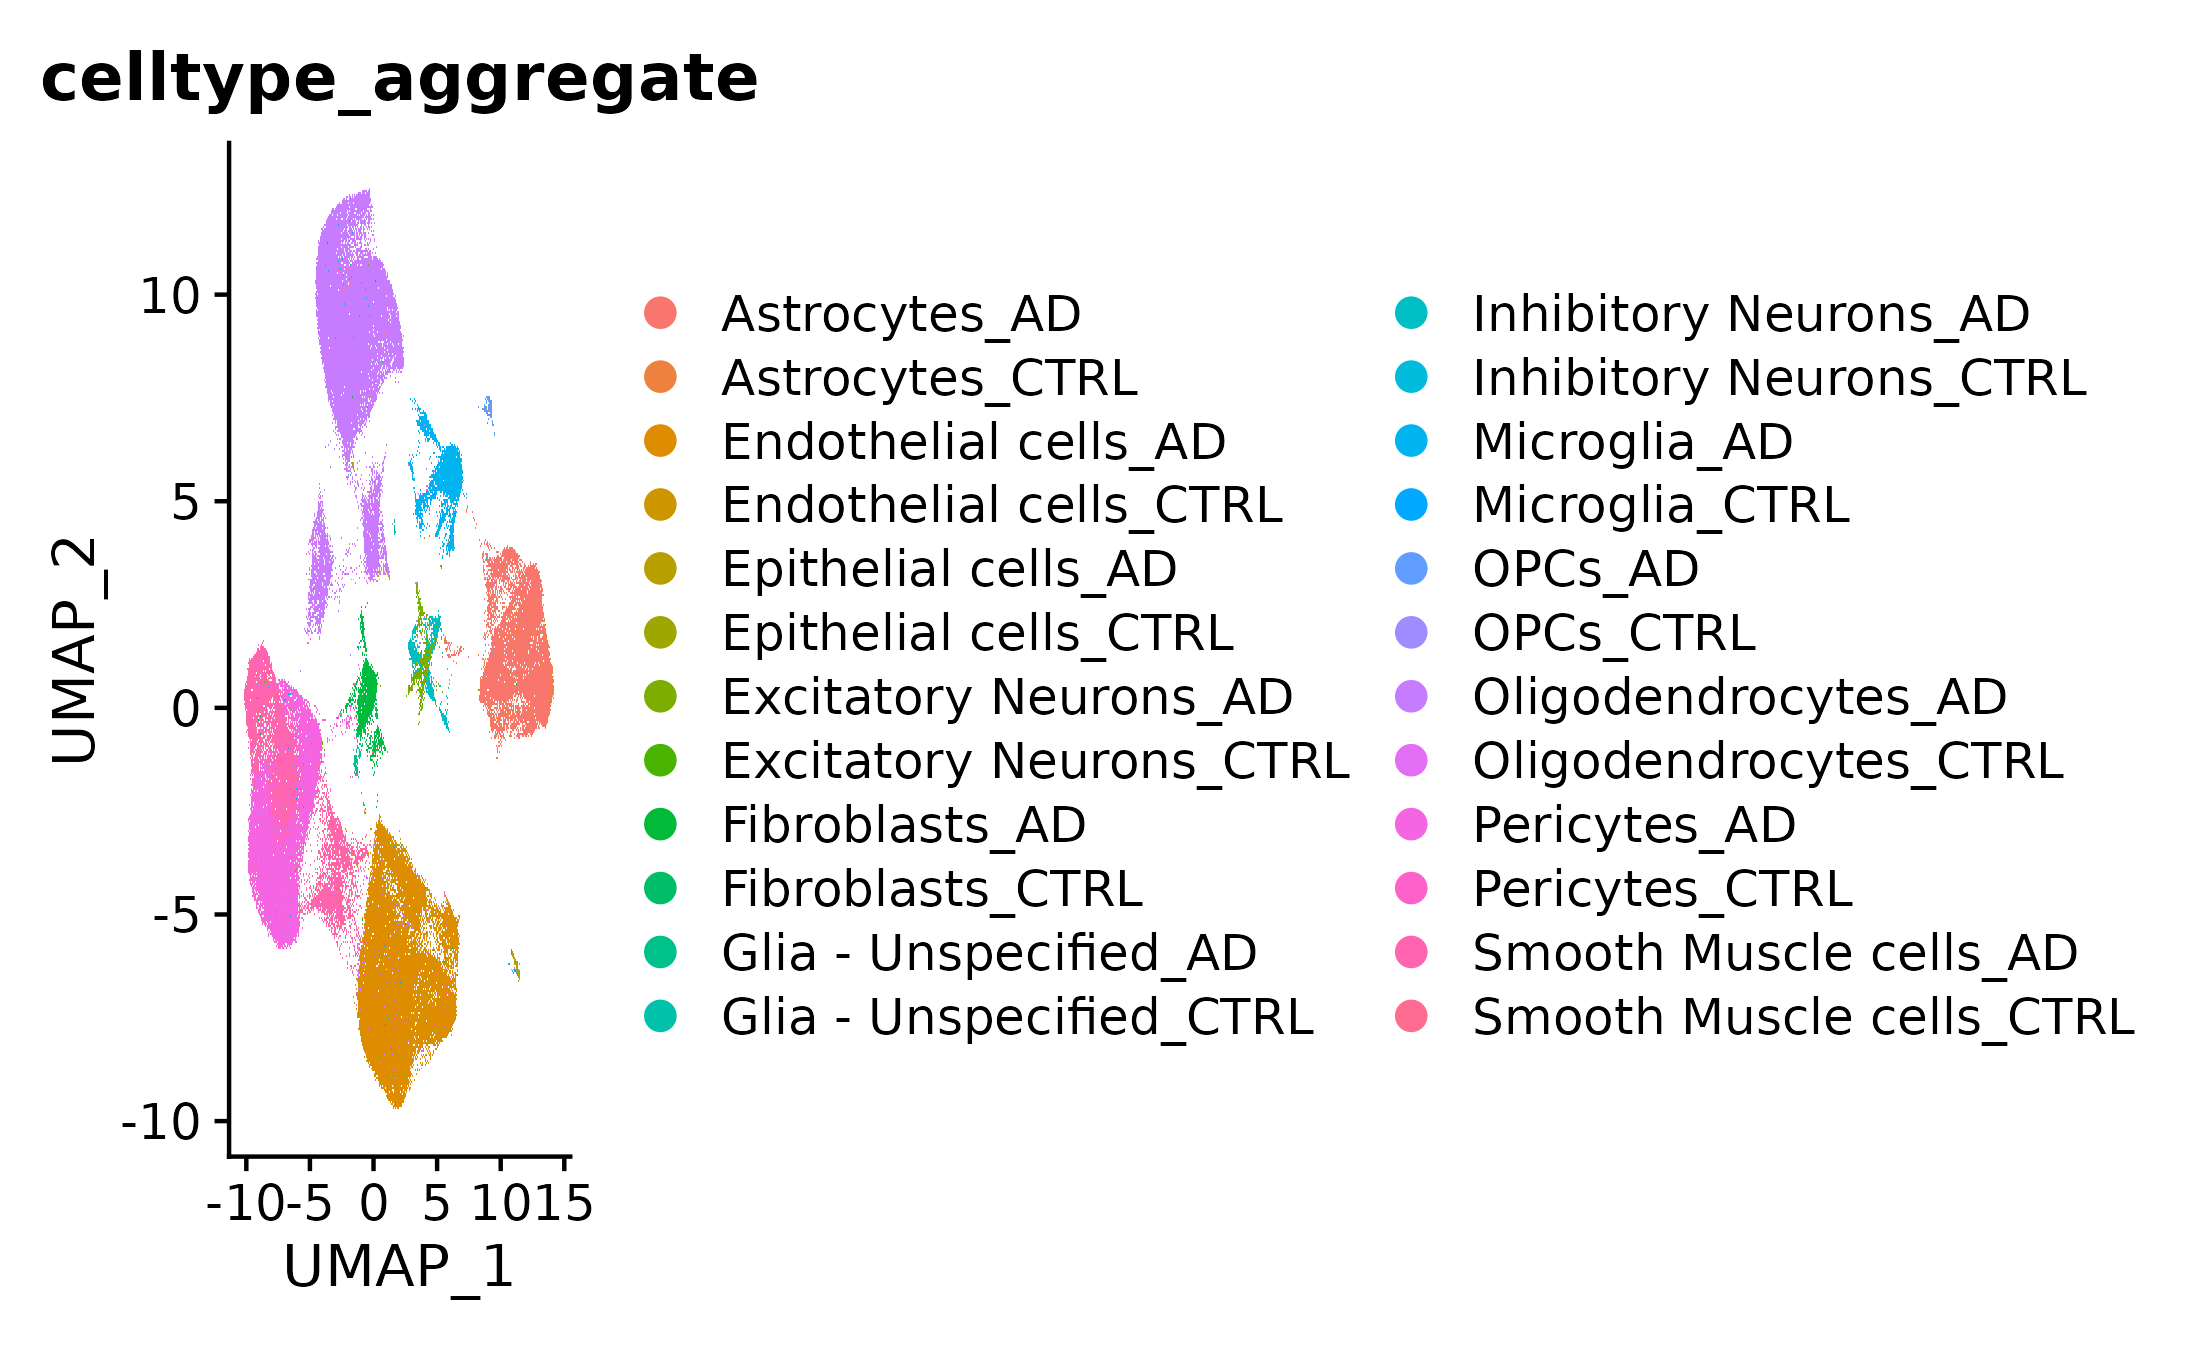 celltype_aggregate
UMAP_2
10
5
0
-5
-10
-10 -5 0 5 10 15
UMAP_1
Astrocytes_AD
Astrocytes_CTRL
Endothelial cells_AD
Endothelial cells_CTRL
Epithelial cells_AD
Epithelial cells_CTRL
Excitatory Neurons_AD
Excitatory Neurons_CTRL
Fibroblasts_AD
Fibroblasts_CTRL
Glia - Unspecified_AD
Glia - Unspecified_CTRL
Inhibitory Neurons_AD
Inhibitory Neurons_CTRL
Microglia_AD
Microglia_CTRL
OPCs_AD
OPCs_CTRL
Oligodendrocytes_AD
Oligodendrocytes_CTRL
Pericytes_AD
Pericytes_CTRL
Smooth Muscle cells_AD
Smooth Muscle cells_CTRL